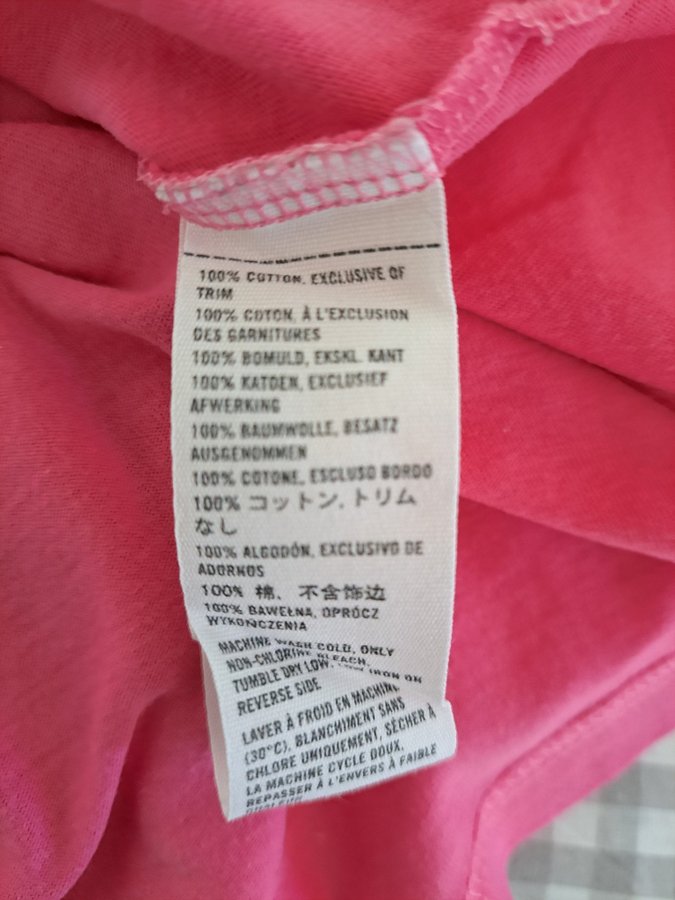 100% COTTON, EXCLUSIVE OF
TRIM
100% COTON, À L'EXCLUSION
DES GARNITURES
100% BOMULD, EKSKL. KANT
100% KATOEN, EXCLUSIEF
AFWERKING
100% BAUMWOLLE, BESATZ
AUSGENOMMEN
100% COTONE, ESCLUSO BORDO
100% コットン, トリム
なし
100% ALGODÓN, EXCLUSIVO DE
ADORNOS
100% 棉, 不含饰边
100% BAWEŁNA, OPRÓCZ
WYKOŃCZENIA
MACHINE WASH COLD, ONLY
NON-CHLORINE BLEACH,
TUMBLE DRY LOW, LOW IRON ON
REVERSE SIDE
LAVER À FROID EN MACHINE
(30°C), BLANCHIMENT SANS
CHLORE UNIQUEMENT, SÉCHER À
LA MACHINE CYCLE DOUX,
REPASSER À L'ENVERS À FAIBLE